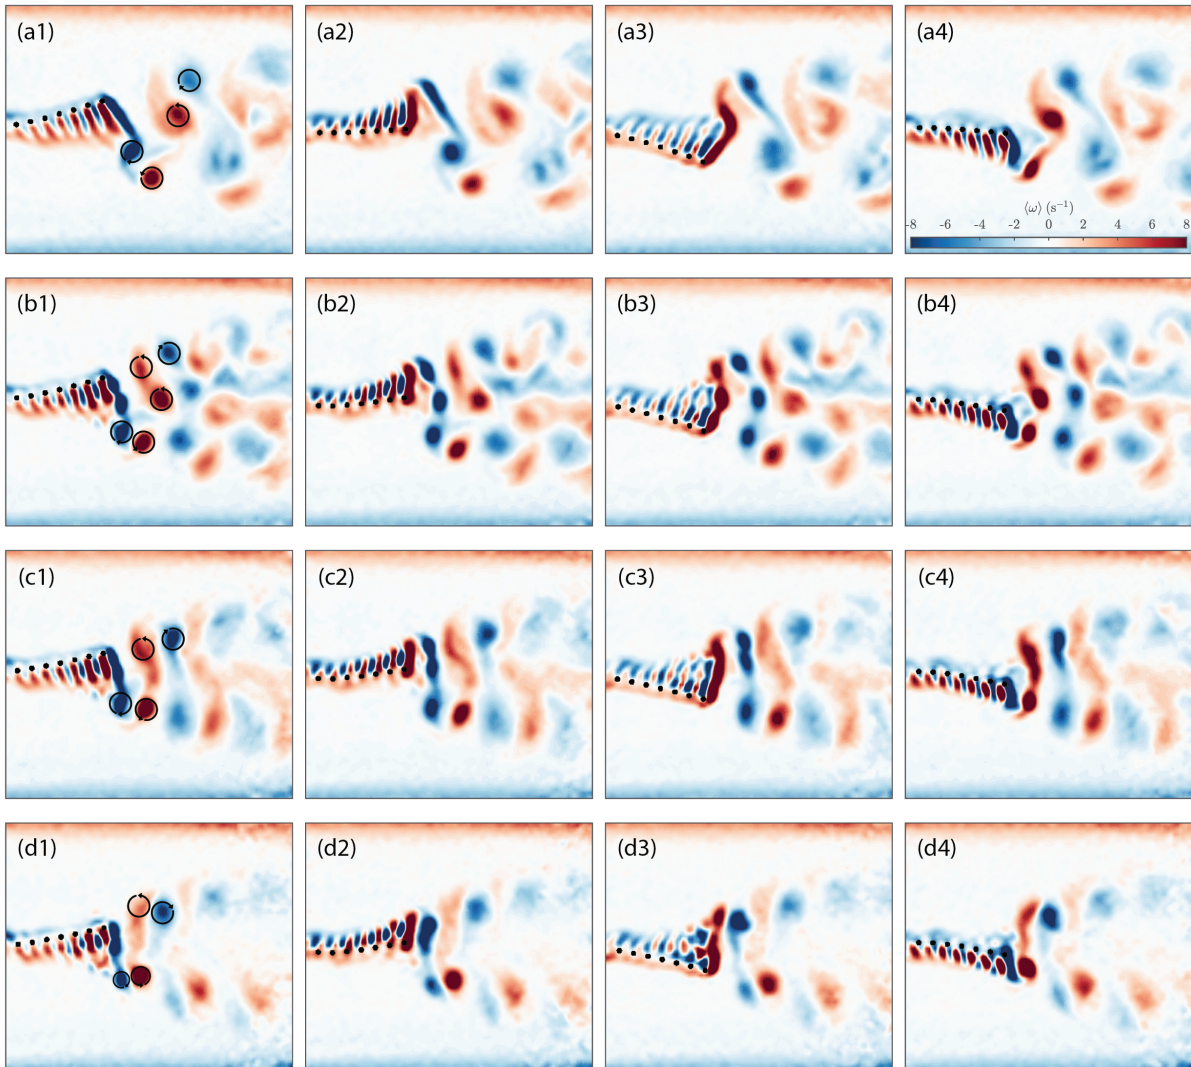 (a1) (a2) (a3) (a4)
⟨ω⟩ (s⁻¹)
-8 -6 -4 -2 0 2 4 6 8
(b1) (b2) (b3) (b4)
(c1) (c2) (c3) (c4)
(d1) (d2) (d3) (d4)